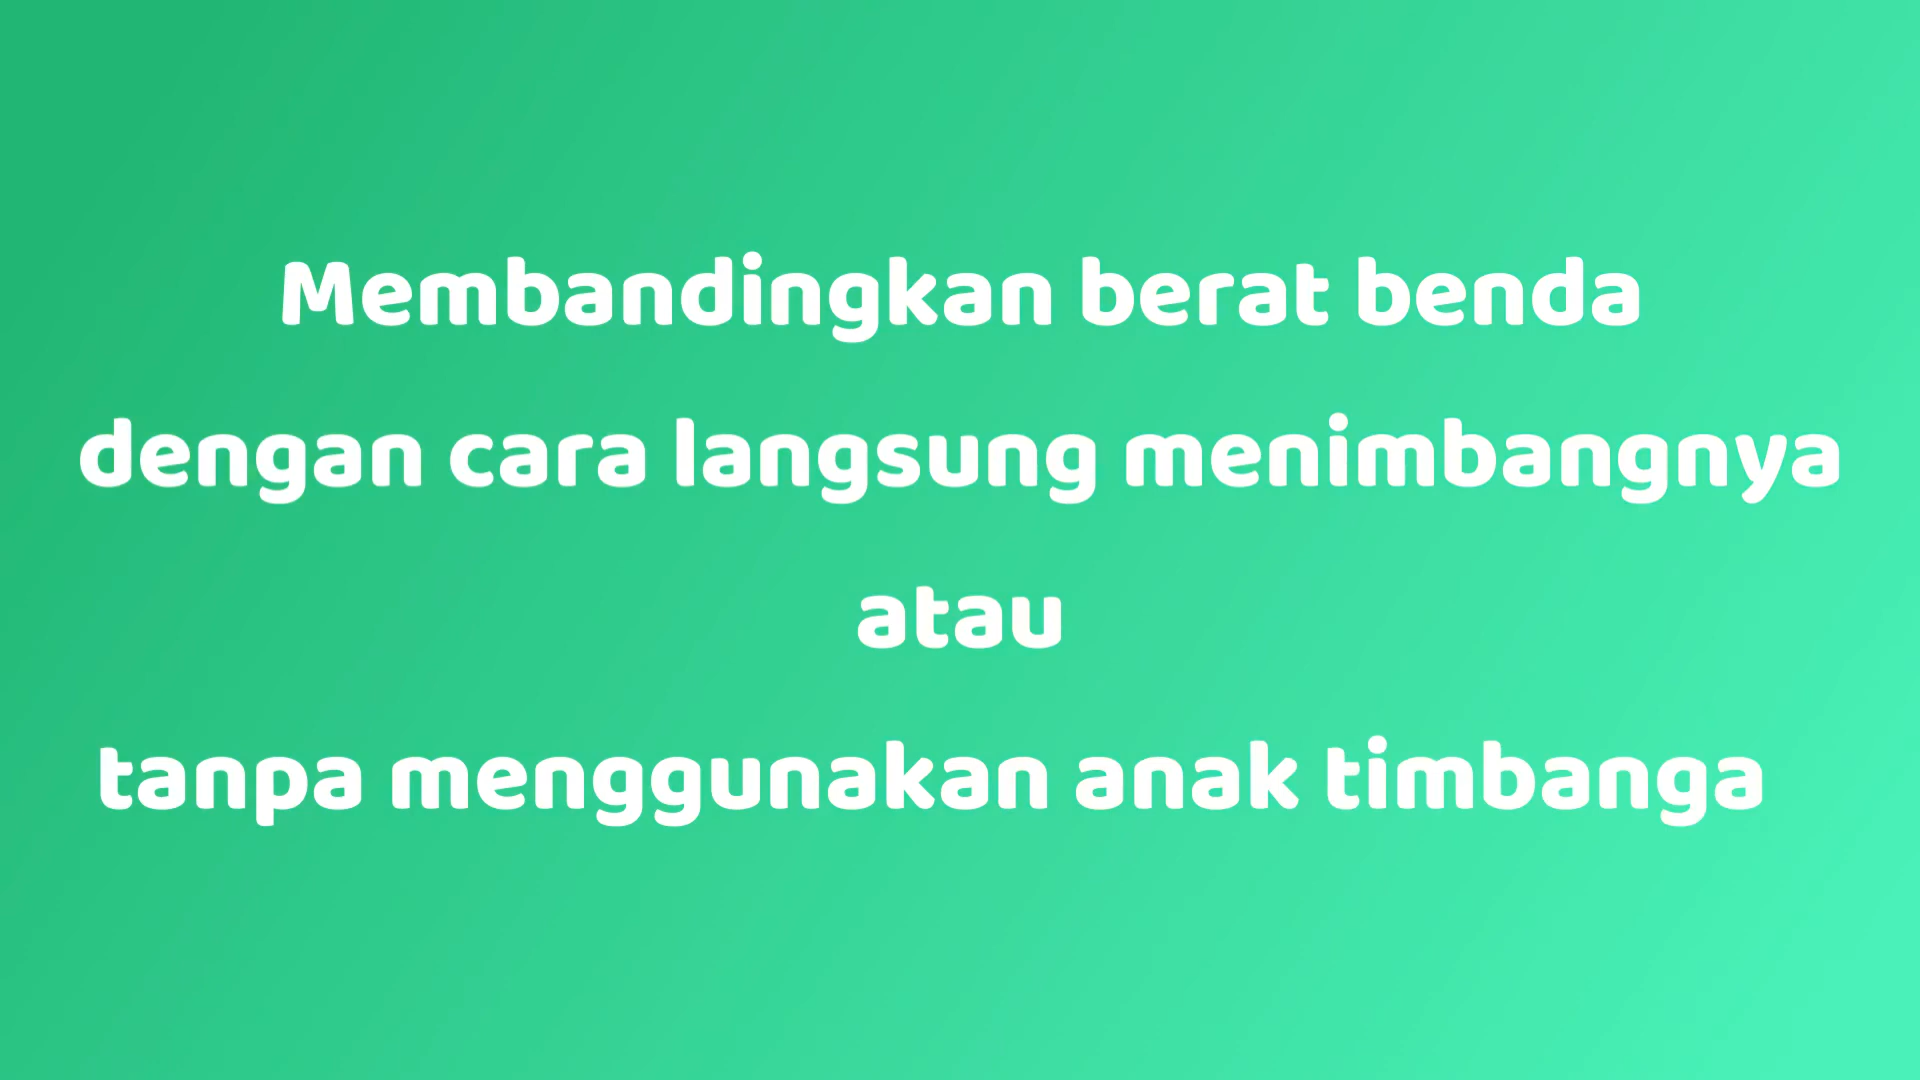 Membandingkan berat benda
dengan cara langsung menimbangnya
atau
tanpa menggunakan anak timbanga